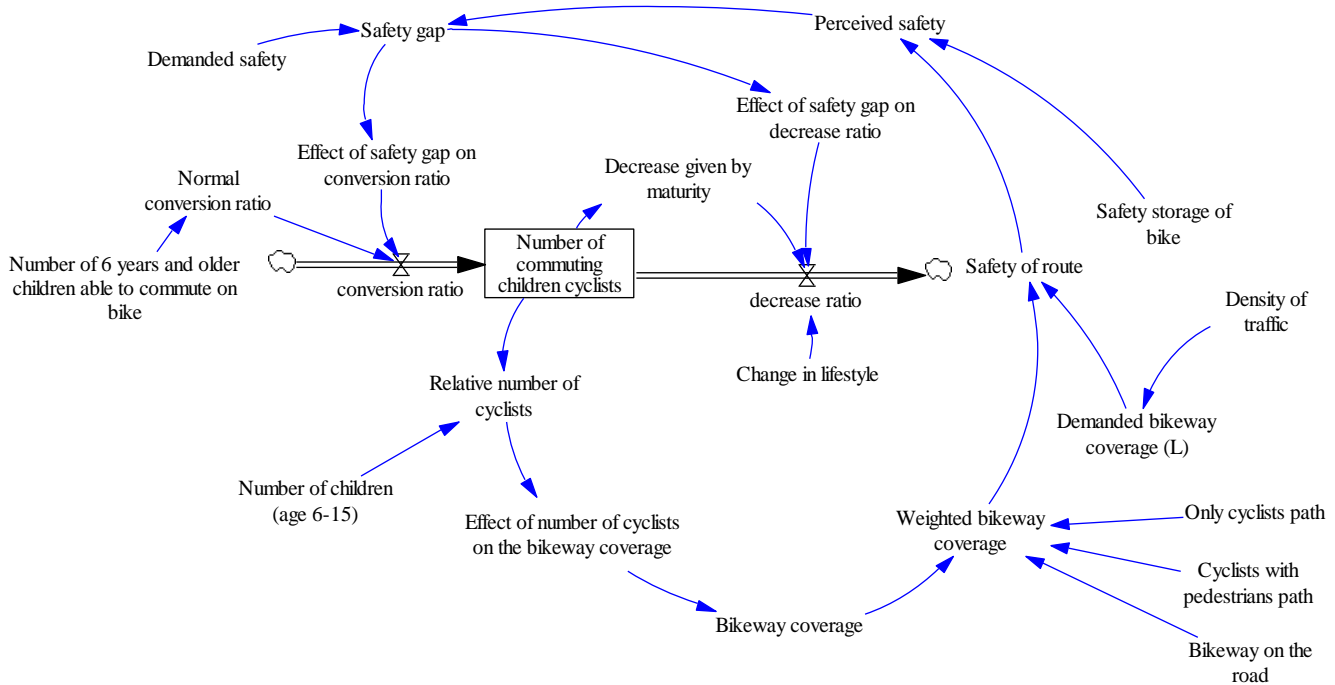 Safety gap
Perceived safety
Demanded safety
Effect of safety gap on
decrease ratio
Effect of safety gap on
conversion ratio
Decrease given by
maturity
Normal
conversion ratio
Safety storage of
bike
Number of 6 years and older
children able to commute on
bike
conversion ratio
Number of
commuting
children cyclists
decrease ratio
Safety of route
Density of
traffic
Relative number of
cyclists
Change in lifestyle
Demanded bikeway
coverage (L)
Number of children
(age 6-15)
Effect of number of cyclists
on the bikeway coverage
Weighted bikeway
coverage
Only cyclists path
Cyclists with
pedestrians path
Bikeway coverage
Bikeway on the
road